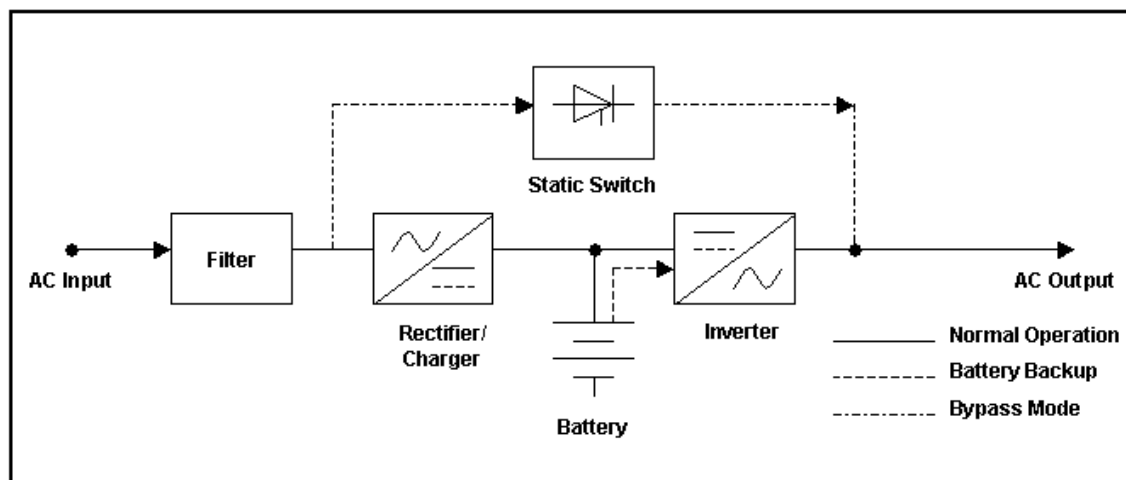 Static Switch
Filter
AC Input
AC Output
Rectifier/
Charger
Inverter
Battery
Normal Operation
Battery Backup
Bypass Mode